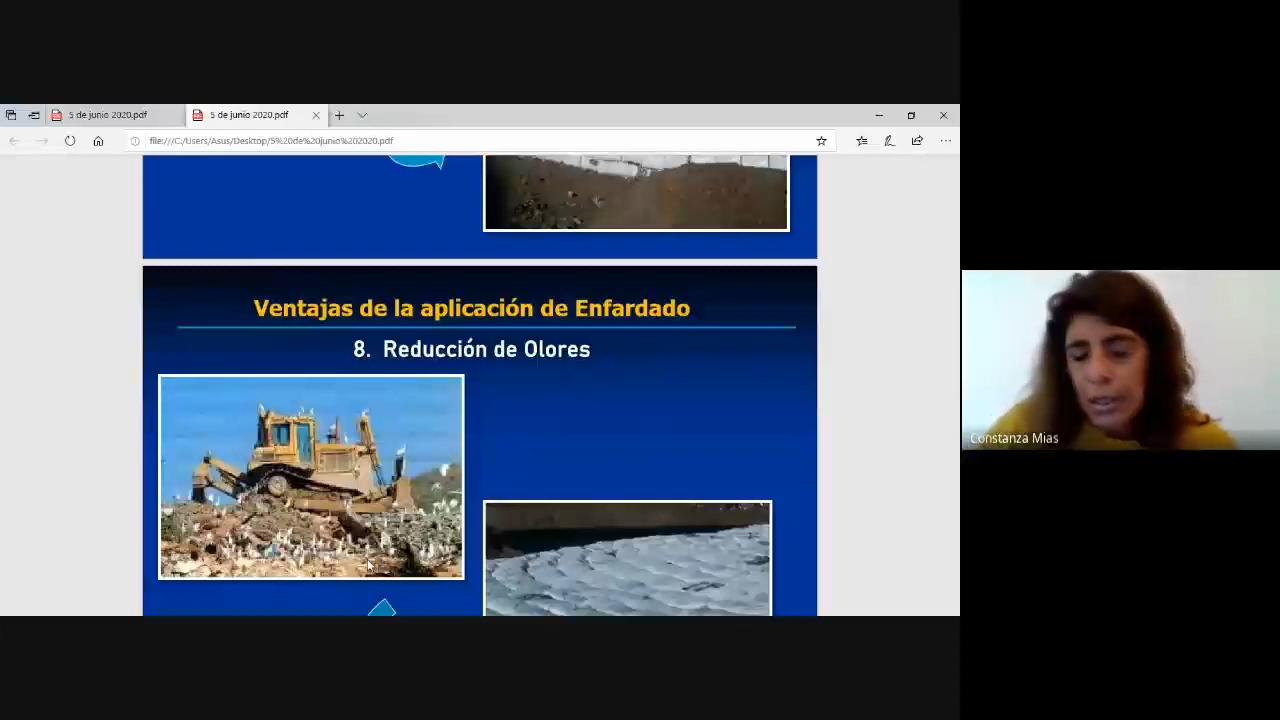 5 de junio 2020.pdf
5 de junio 2020.pdf
file:///C:/Users/Asus/Desktop/5%20de%20junio%202020.pdf
Ventajas de la aplicación de Enfardado
8. Reducción de Olores
Constanza Mias